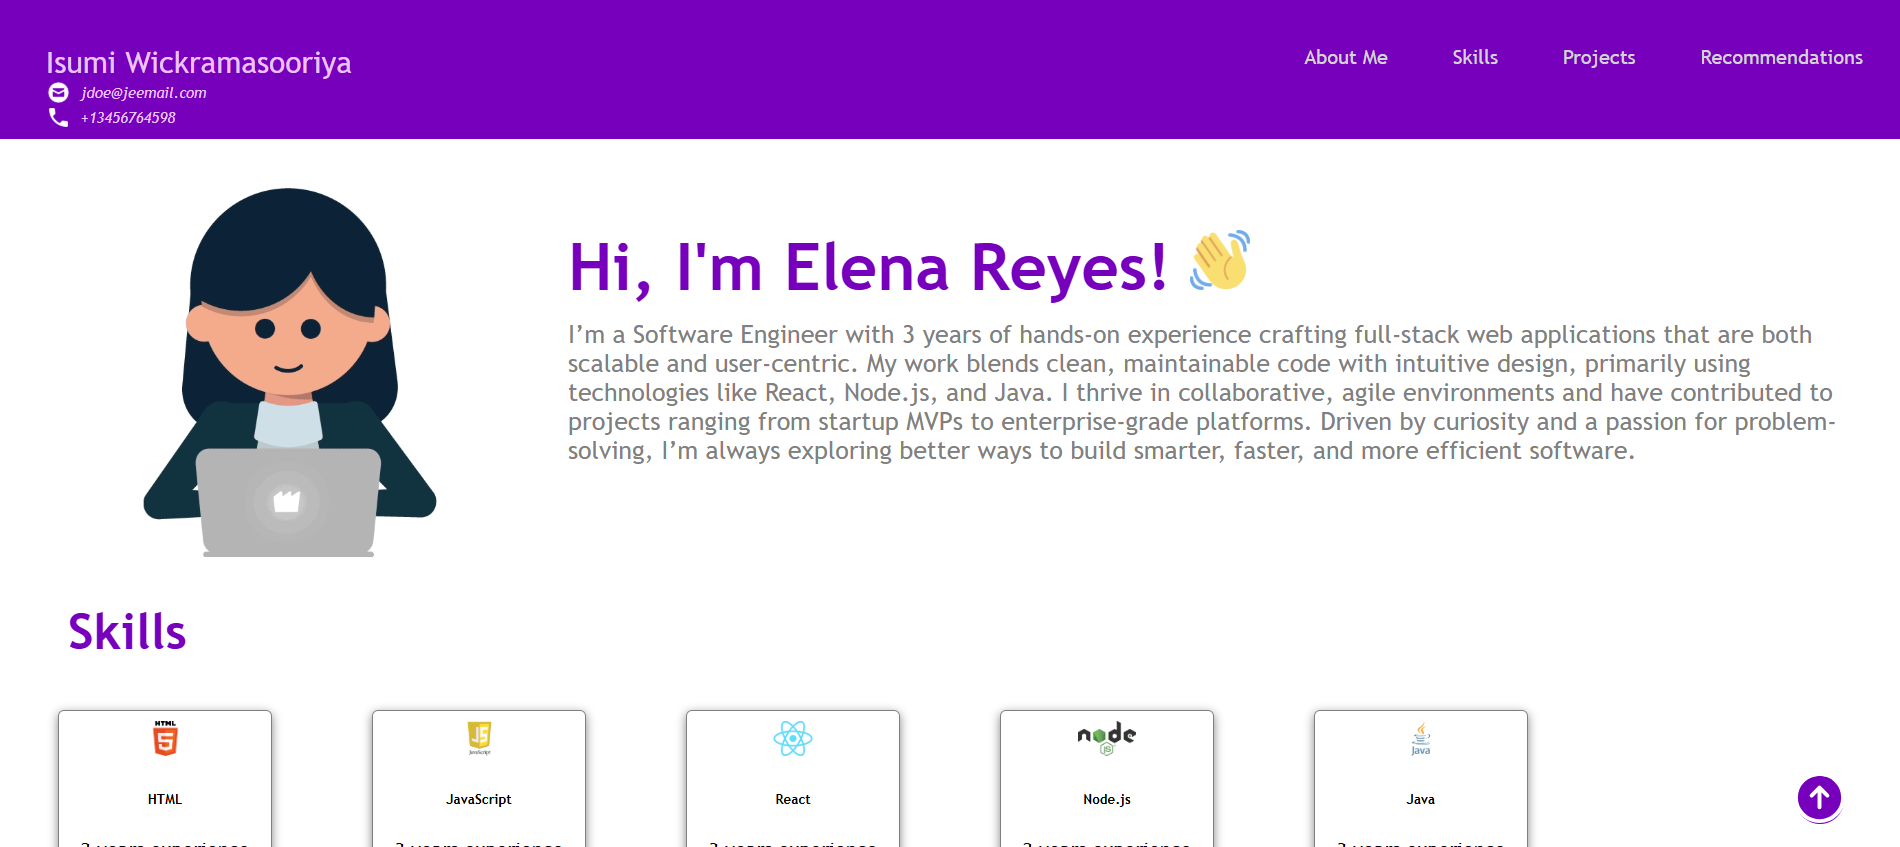 Isumi Wickramasooriya
jdoe@jeemail.com
+13456764598
About Me
Skills
Projects
Recommendations
Hi, I'm Elena Reyes!
I’m a Software Engineer with 3 years of hands-on experience crafting full-stack web applications that are both
scalable and user-centric. My work blends clean, maintainable code with intuitive design, primarily using
technologies like React, Node.js, and Java. I thrive in collaborative, agile environments and have contributed to
projects ranging from startup MVPs to enterprise-grade platforms. Driven by curiosity and a passion for problem-
solving, I’m always exploring better ways to build smarter, faster, and more efficient software.
Skills
HTML
5
HTML
JS
JavaScript
JavaScript
React
node
JS
Node.js
Java
Java